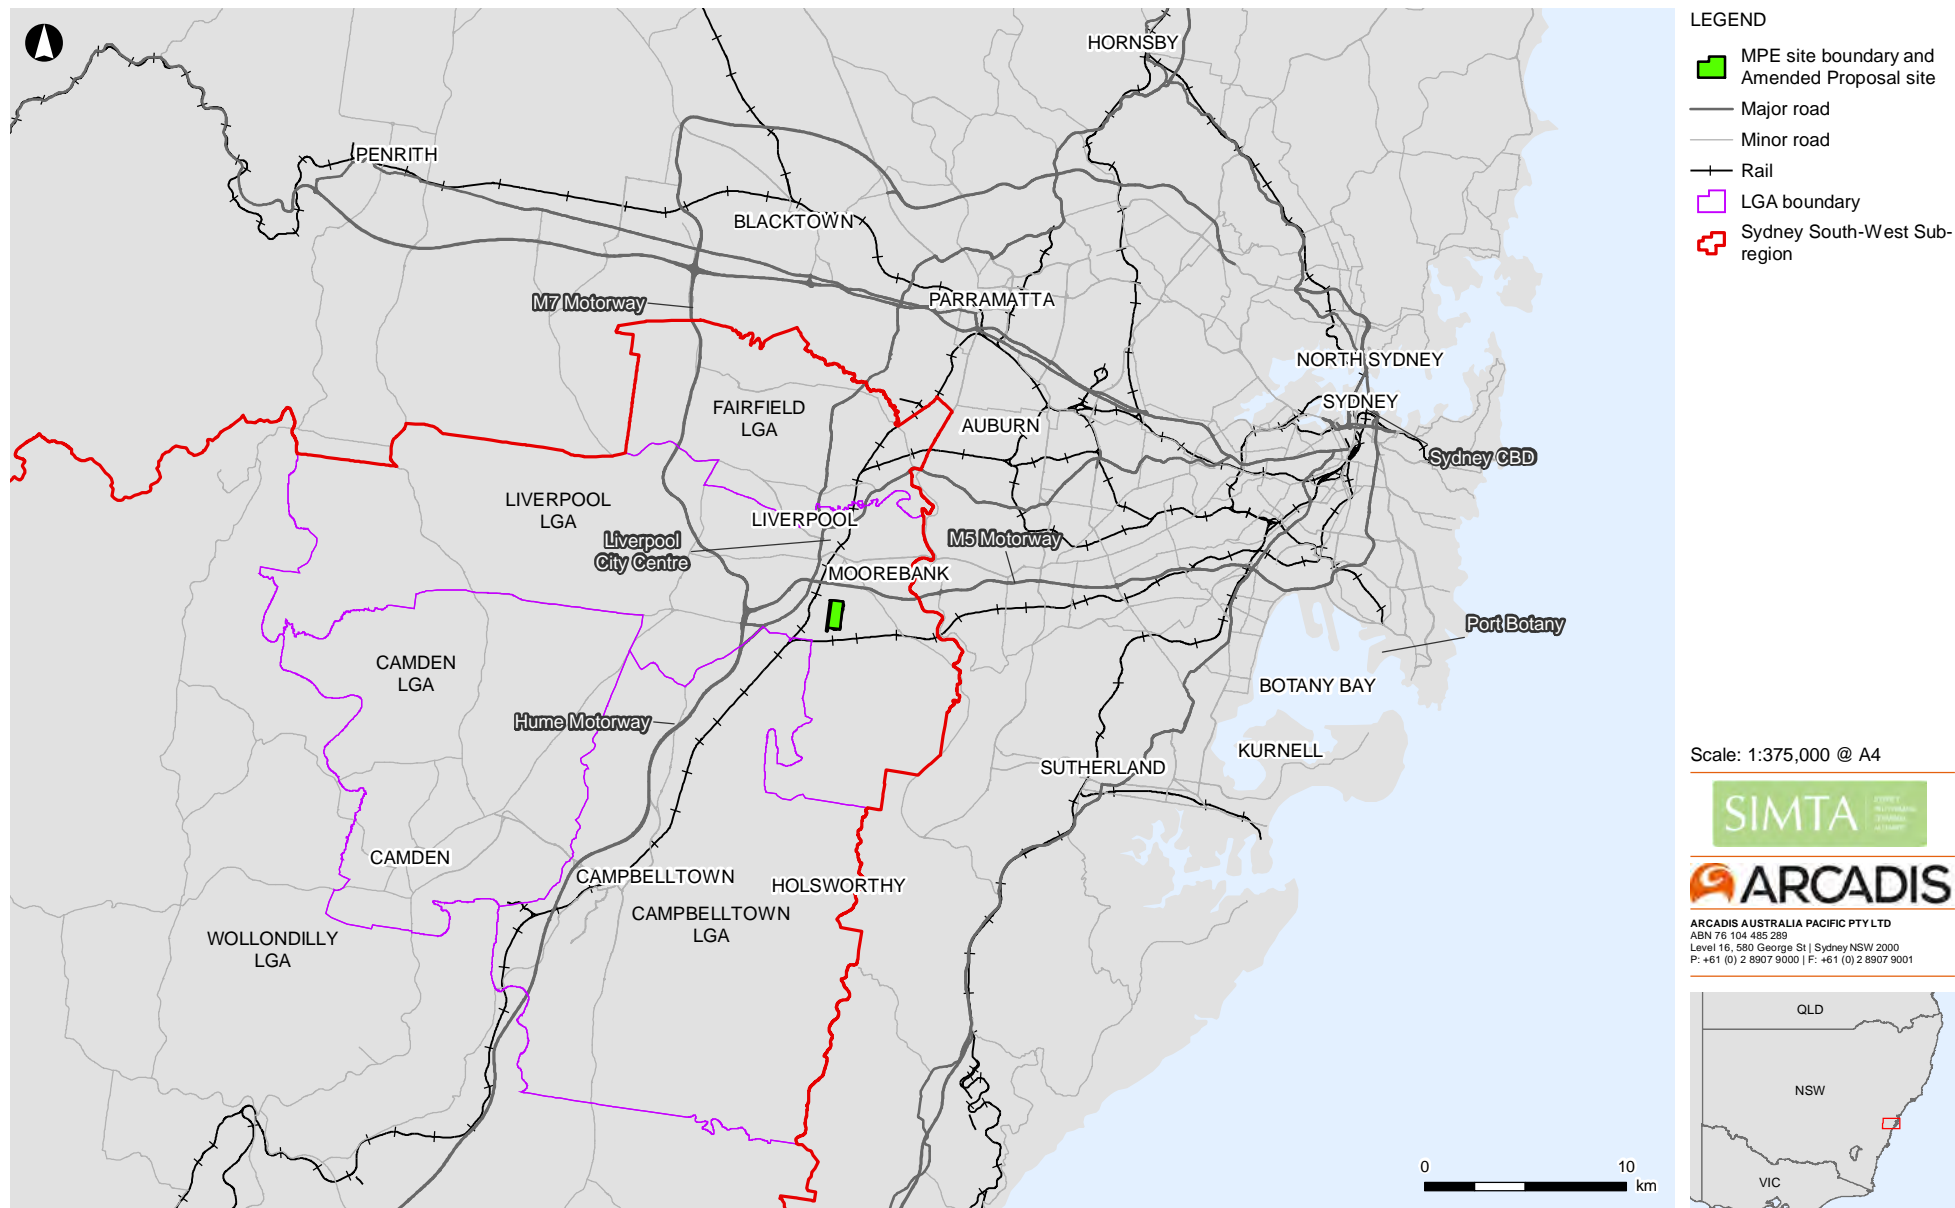 HORNSBY
PENRITH
BLACKTOWN
M7 Motorway
PARRAMATTA
NORTH SYDNEY
SYDNEY
FAIRFIELD
LGA
AUBURN
Sydney CBD
LIVERPOOL
LGA
LIVERPOOL
Liverpool
City Centre
M5 Motorway
MOOREBANK
Port Botany
CAMDEN
LGA
BOTANY BAY
Hume Motorway
KURNELL
SUTHERLAND
CAMDEN
CAMPBELLTOWN
HOLSWORTHY
CAMPBELLTOWN
LGA
WOLLONDILLY
LGA
0 10
km
LEGEND
MPE site boundary and
Amended Proposal site
Major road
Minor road
Rail
LGA boundary
Sydney South-West Sub-
region
Scale: 1:375,000 @ A4
SIMTA
ARCADIS
ARCADIS AUSTRALIA PACIFIC PTY LTD
ABN 76 104 485 289
Level 16, 580 George St | Sydney NSW 2000
P: +61 (0) 2 8907 9000 | F: +61 (0) 2 8907 9001
QLD
NSW
VIC